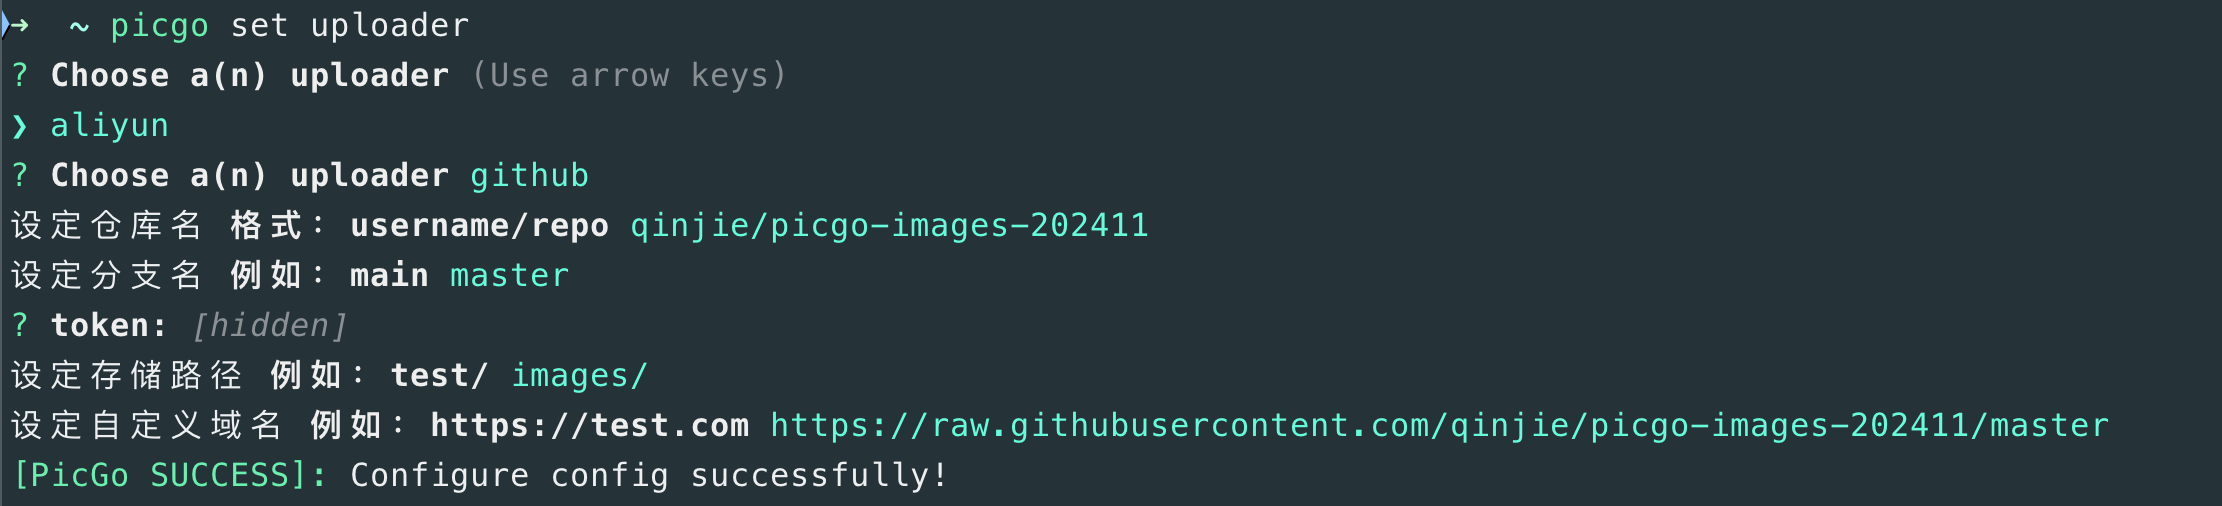 ➜  ~ picgo set uploader
? Choose a(n) uploader (Use arrow keys)
❯ aliyun
? Choose a(n) uploader github
设定仓库名 格式：username/repo qinjie/picgo-images-202411
设定分支名 例如：main master
? token: [hidden]
设定存储路径 例如：test/ images/
设定自定义域名 例如：https://test.com https://raw.githubusercontent.com/qinjie/picgo-images-202411/master
[PicGo SUCCESS]: Configure config successfully!